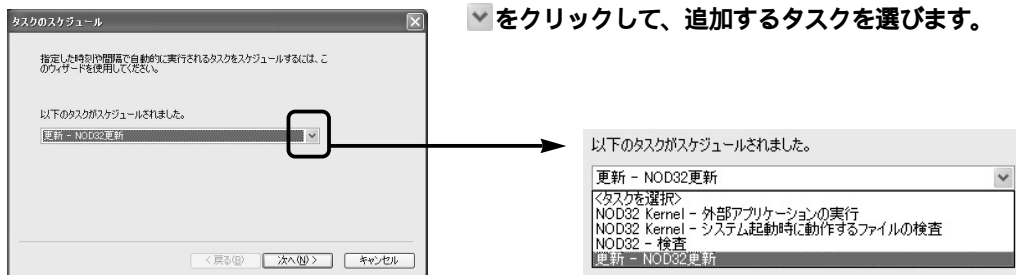 タスクのスケジュール
指定した時刻や間隔で自動的に実行されるタスクをスケジュールするには、こ
のウィザードを使用してください。
以下のタスクがスケジュールされました。
更新 - NOD32更新
< 戻る(B)
次へ(N) >
キャンセル
をクリックして、追加するタスクを選びます。
以下のタスクがスケジュールされました。
更新 - NOD32更新
<タスクを選択>
NOD32 Kernel - 外部アプリケーションの実行
NOD32 Kernel - システム起動時に動作するファイルの検査
NOD32 - 検査
更新 - NOD32更新